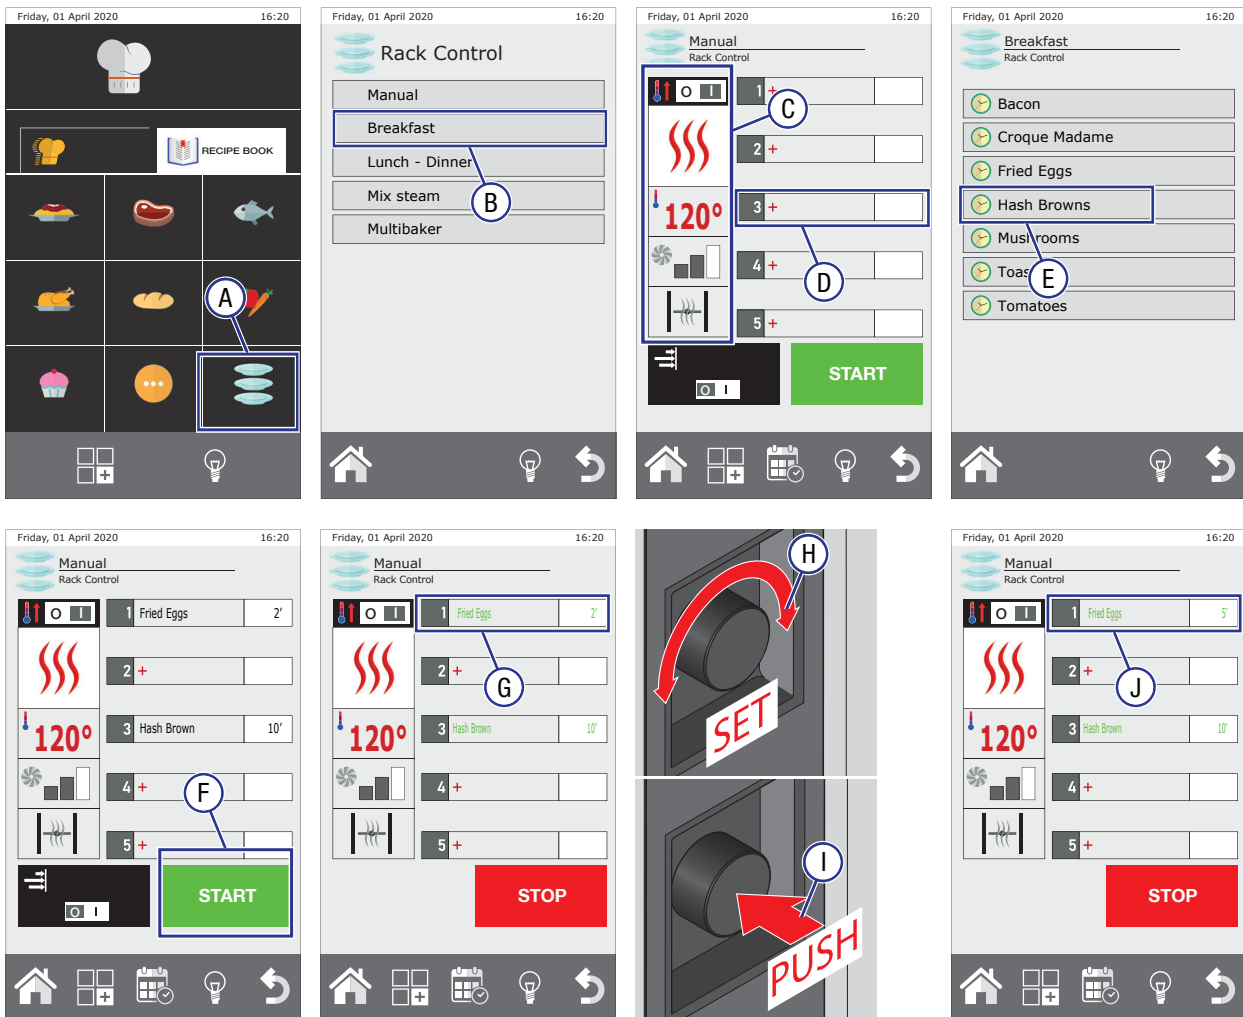 Friday, 01 April 2020 16:20
RECIPE BOOK
A
Friday, 01 April 2020 16:20
Rack Control
Manual
Breakfast
Lunch - Dinner
Mix steam
Multibaker
B
Friday, 01 April 2020 16:20
Manual
Rack Control
O I
1 +
C
2 +
120°
3 +
4 +
D
5 +
O I
START
Friday, 01 April 2020 16:20
Breakfast
Rack Control
Bacon
Croque Madame
Fried Eggs
Hash Browns
Mushrooms
E
Tomatoes
Friday, 01 April 2020 16:20
Manual
Rack Control
O I
1 Fried Eggs 2'
2 +
120°
3 Hash Brown 10'
4 +
F
5 +
O I
START
Friday, 01 April 2020 16:20
Manual
Rack Control
O I
1 Fried Eggs 2'
2 +
G
120°
3 Hash Brown 10'
4 +
5 +
STOP
H
SET
I
PUSH
Friday, 01 April 2020 16:20
Manual
Rack Control
O I
1 Fried Eggs 5'
2 +
J
120°
3 Hash Brown 10'
4 +
5 +
STOP